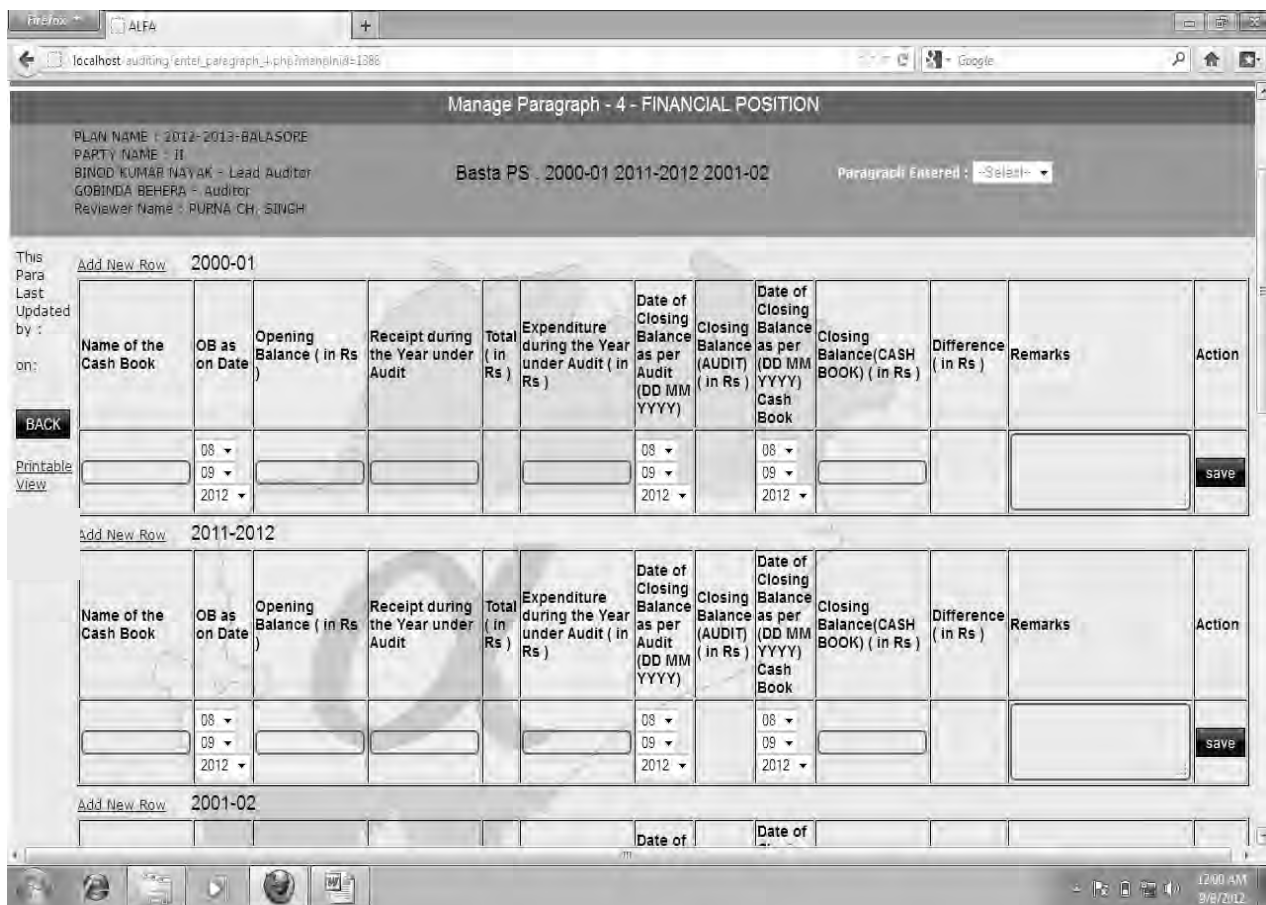 Firefox
ALFA
+
localhost/auditing/enter_paragraph_4.php?manplnid=1386
Google
Manage Paragraph - 4 - FINANCIAL POSITION
PLAN NAME : 2012-2013-BALASORE
PARTY NAME : II
BINOD KUMAR NAYAK - Lead Auditor
GOBINDA BEHERA - Auditor
Reviewer Name : PURNA CH. SINGH
Basta PS . 2000-01 2011-2012 2001-02
Paragraph Entered : --Select--
This
Para
Last
Updated
by :
on:
BACK
Printable
View
Add New Row 2000-01
Name of the
Cash Book
OB as
on Date
Opening
Balance ( in Rs
)
Receipt during
the Year under
Audit
Total
( in
Rs )
Expenditure
during the Year
under Audit ( in
Rs )
Date of
Closing
Balance
as per
Audit
(DD MM
YYYY)
Closing
Balance
(AUDIT)
( in Rs )
Date of
Closing
Balance
as per
(DD MM
YYYY)
Cash
Book
Closing
Balance(CASH
BOOK) ( in Rs )
Difference
( in Rs )
Remarks
Action
08
09
2012
08
09
2012
08
09
2012
save
Add New Row 2011-2012
Name of the
Cash Book
OB as
on Date
Opening
Balance ( in Rs
)
Receipt during
the Year under
Audit
Total
( in
Rs )
Expenditure
during the Year
under Audit ( in
Rs )
Date of
Closing
Balance
as per
Audit
(DD MM
YYYY)
Closing
Balance
(AUDIT)
( in Rs )
Date of
Closing
Balance
as per
(DD MM
YYYY)
Cash
Book
Closing
Balance(CASH
BOOK) ( in Rs )
Difference
( in Rs )
Remarks
Action
08
09
2012
08
09
2012
08
09
2012
save
Add New Row 2001-02
Date of
Date of
12:00 AM
9/8/2012